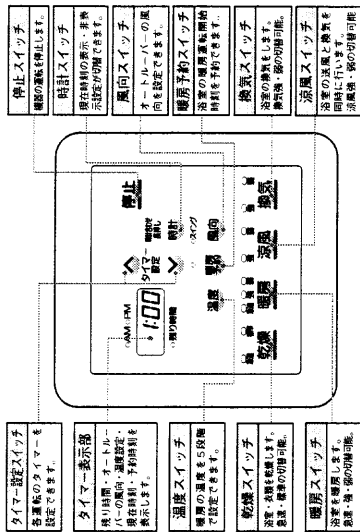 停止スイッチ
機器の運転を停止します。
時計スイッチ
現在時刻の表示、非表
示設定が切替できます。
風向スイッチ
オートルーバーの風
向を設定できます。
暖房予約スイッチ
浴室の暖房運転開始
時刻を予約できます。
換気スイッチ
浴室の換気をします。
換気強・弱の切替可能。
涼風スイッチ
浴室の送風と換気を
同時に行います。
涼風強・弱の切替可能。
AM PM
1:00
残り時間
タイマー
設定
停止
時計
温度
暖房
予約
スイング
風向
乾燥
暖房
涼風
換気
タイマー設定スイッチ
各運転のタイマーを
設定できます。
タイマー表示部
残り時間・オートルー
バーの風向・温度設定・
現在時刻・予約時刻を
表示します。
温度スイッチ
暖房の温度を5段階
で設定できます。
乾燥スイッチ
浴室・衣類を乾燥します。
急速、標準の切替可能。
暖房スイッチ
浴室を暖房します。
急速、強・弱の切替可能。